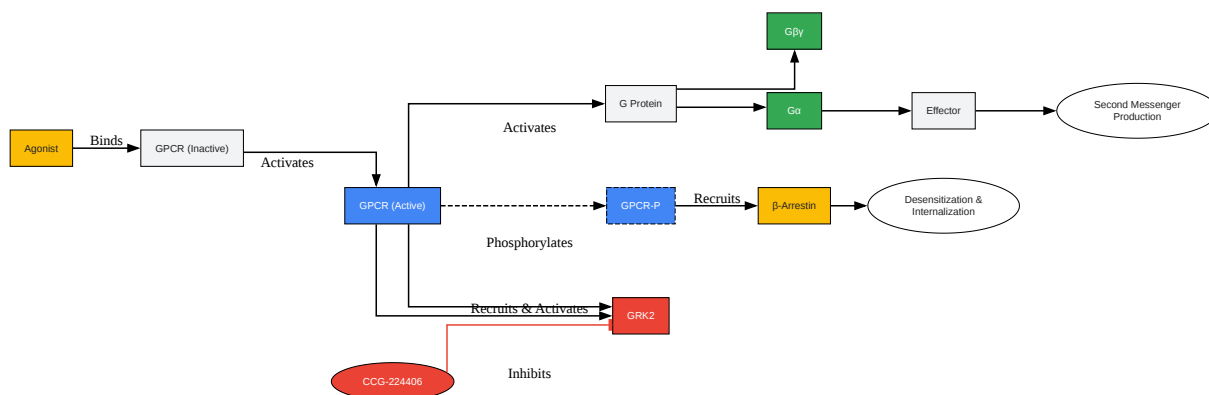 Gβγ
G Protein
Gα
Effector
Second Messenger
Production
Activates
Agonist
Binds
GPCR (Inactive)
Activates
GPCR (Active)
GPCR-P
Recruits
β-Arrestin
Desensitization &
Internalization
Phosphorylates
Recruits & Activates
GRK2
CCG-224406
Inhibits